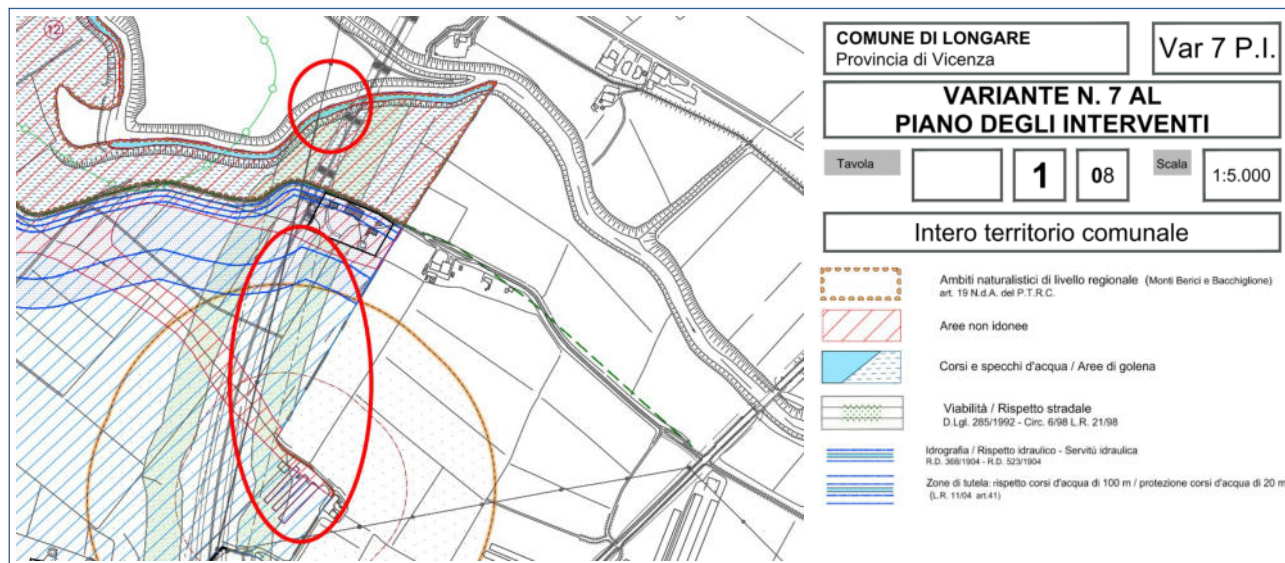 12
COMUNE DI LONGARE
Provincia di Vicenza
Var 7 P.I.
VARIANTE N. 7 AL
PIANO DEGLI INTERVENTI
Tavola
1
08
Scala
1:5.000
Intero territorio comunale
Ambiti naturalistici di livello regionale (Monti Berici e Bacchiglione)
art. 19 N.d.A. del P.T.R.C.
Aree non idonee
Corsi e specchi d'acqua / Aree di golena
Viabilità / Rispetto stradale
D.Lgl. 285/1992 - Circ. 6/98 L.R. 21/98
Idrografia / Rispetto idraulico - Servitù idraulica
R.D. 368/1904 - R.D. 523/1904
Zone di tutela: rispetto corsi d'acqua di 100 m / protezione corsi d'acqua di 20 m
(L.R. 11/04 art.41)